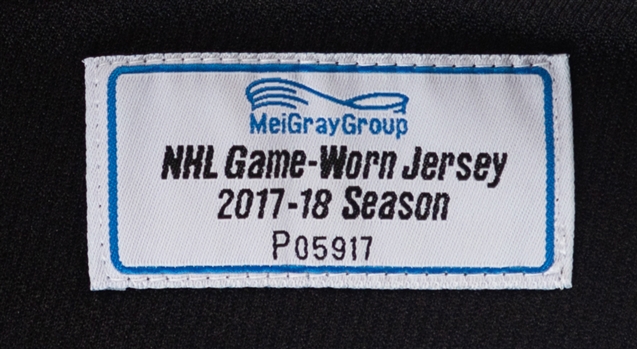 MeiGrayGroup
NHL Game-Worn Jersey
2017-18 Season
P05917